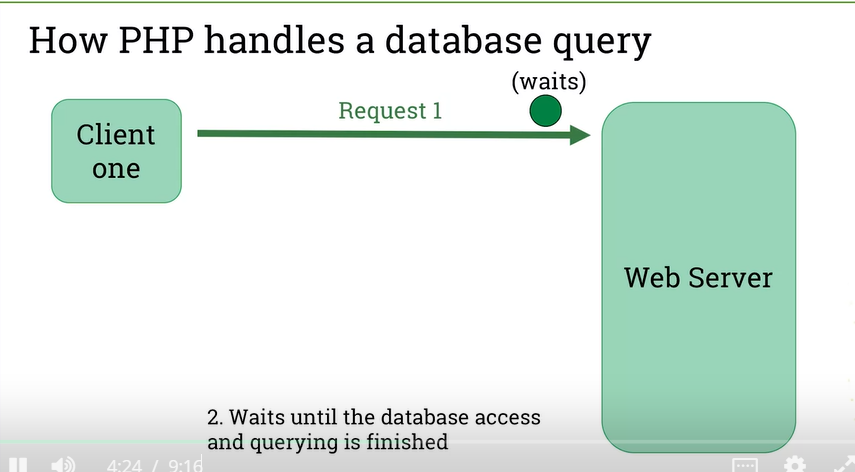 How PHP handles a database query
(waits)
Request 1
Client
one
Web Server
2. Waits until the database access
and querying is finished
4:24 / 9:16